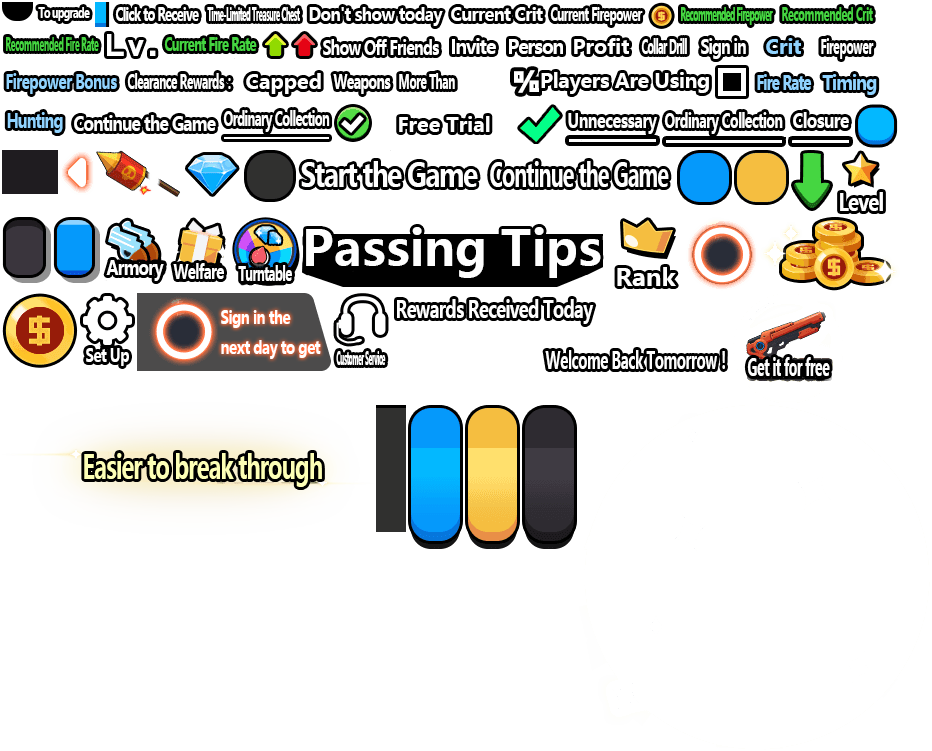 To upgrade
Click to Receive
Time-Limited Treasure Chest
Don't show today
Current Crit
Current Firepower
Recommended Firepower
Recommended Crit
Recommended Fire Rate
Lv.
Current Fire Rate
Show Off Friends
Invite
Person
Profit
Collar Drill
Sign in
Crit
Firepower
Firepower Bonus
Clearance Rewards :
Capped
Weapons
More Than
% Players Are Using
Fire Rate
Timing
Hunting
Continue the Game
Ordinary Collection
Free Trial
Unnecessary
Ordinary Collection
Closure
Start the Game
Continue the Game
Level
Armory
Welfare
Turntable
Passing Tips
Rank
Set Up
Sign in the
next day to get
Customer Service
Rewards Received Today
Welcome Back Tomorrow !
Get it for free
Easier to break through